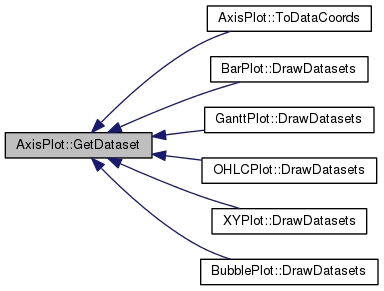 AxisPlot::ToDataCoords
BarPlot::DrawDatasets
GanttPlot::DrawDatasets
AxisPlot::GetDataset
OHLCPlot::DrawDatasets
XYPlot::DrawDatasets
BubblePlot::DrawDatasets